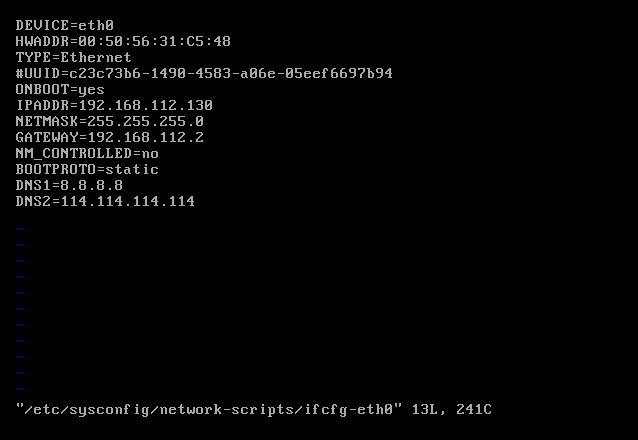 DEVICE=eth0
HWADDR=00:50:56:31:C5:48
TYPE=Ethernet
#UUID=c23c73b6-1490-4583-a06e-05eef6697b94
ONBOOT=yes
IPADDR=192.168.112.130
NETMASK=255.255.255.0
GATEWAY=192.168.112.2
NM_CONTROLLED=no
BOOTPROTO=static
DNS1=8.8.8.8
DNS2=114.114.114.114
~
~
~
~
~
~
~
~
~
~
~
"/etc/sysconfig/network-scripts/ifcfg-eth0" 13L, 241C